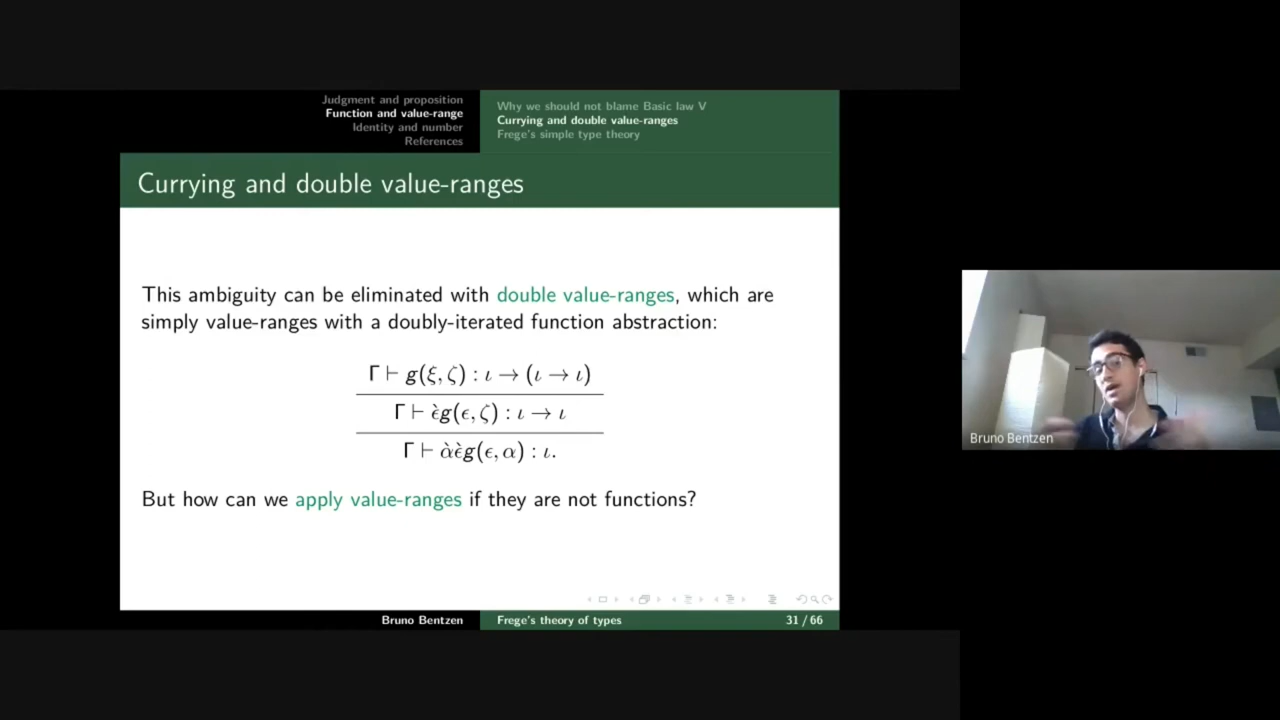 Judgment and proposition
Function and value-range
Identity and number
References
Why we should not blame Basic law V
Currying and double value-ranges
Frege's simple type theory
Currying and double value-ranges
This ambiguity can be eliminated with double value-ranges, which are
simply value-ranges with a doubly-iterated function abstraction:
Γ ⊢ g(ξ, ζ) : ι → (ι → ι)
Γ ⊢ ἒg(ϵ, ζ) : ι → ι
Γ ⊢ ὰϵ̀g(ϵ, α) : ι.
But how can we apply value-ranges if they are not functions?
Bruno Bentzen
Frege's theory of types
31 / 66
Bruno Bentzen